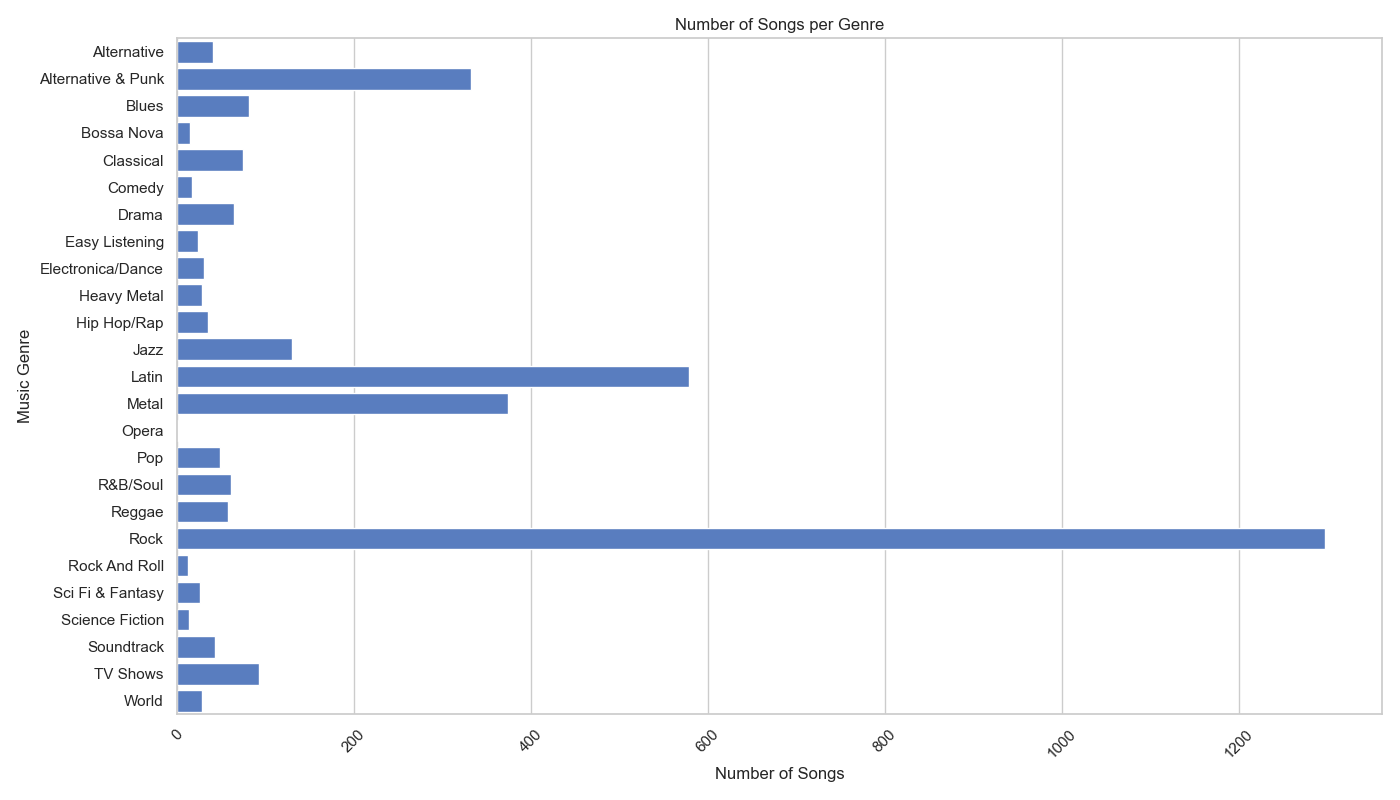 Number of Songs per Genre
Music Genre
Alternative
Alternative & Punk
Blues
Bossa Nova
Classical
Comedy
Drama
Easy Listening
Electronica/Dance
Heavy Metal
Hip Hop/Rap
Jazz
Latin
Metal
Opera
Pop
R&B/Soul
Reggae
Rock
Rock And Roll
Sci Fi & Fantasy
Science Fiction
Soundtrack
TV Shows
World
0 200 400 600 800 1000 1200
Number of Songs